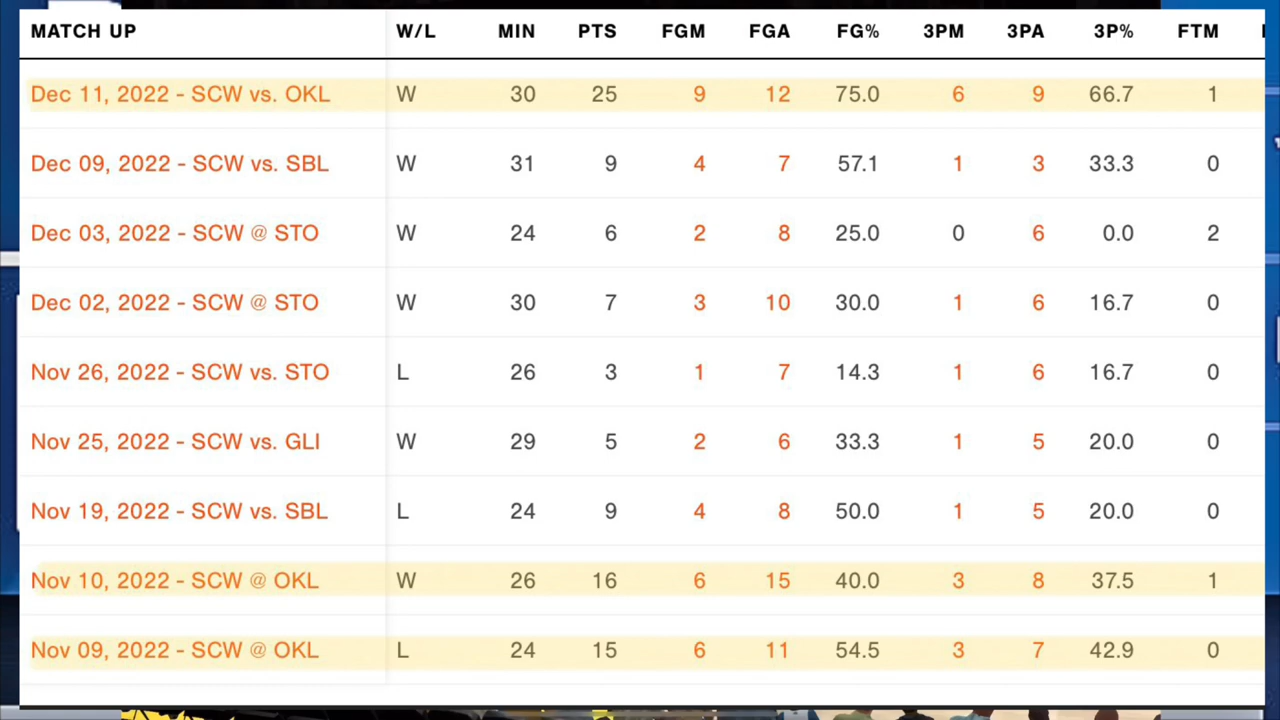 MATCH UP W/L MIN PTS FGM FGA FG% 3PM 3PA 3P% FTM
Dec 11, 2022 - SCW vs. OKL W 30 25 9 12 75.0 6 9 66.7 1
Dec 09, 2022 - SCW vs. SBL W 31 9 4 7 57.1 1 3 33.3 0
Dec 03, 2022 - SCW @ STO W 24 6 2 8 25.0 0 6 0.0 2
Dec 02, 2022 - SCW @ STO W 30 7 3 10 30.0 1 6 16.7 0
Nov 26, 2022 - SCW vs. STO L 26 3 1 7 14.3 1 6 16.7 0
Nov 25, 2022 - SCW vs. GLI W 29 5 2 6 33.3 1 5 20.0 0
Nov 19, 2022 - SCW vs. SBL L 24 9 4 8 50.0 1 5 20.0 0
Nov 10, 2022 - SCW @ OKL W 26 16 6 15 40.0 3 8 37.5 1
Nov 09, 2022 - SCW @ OKL L 24 15 6 11 54.5 3 7 42.9 0